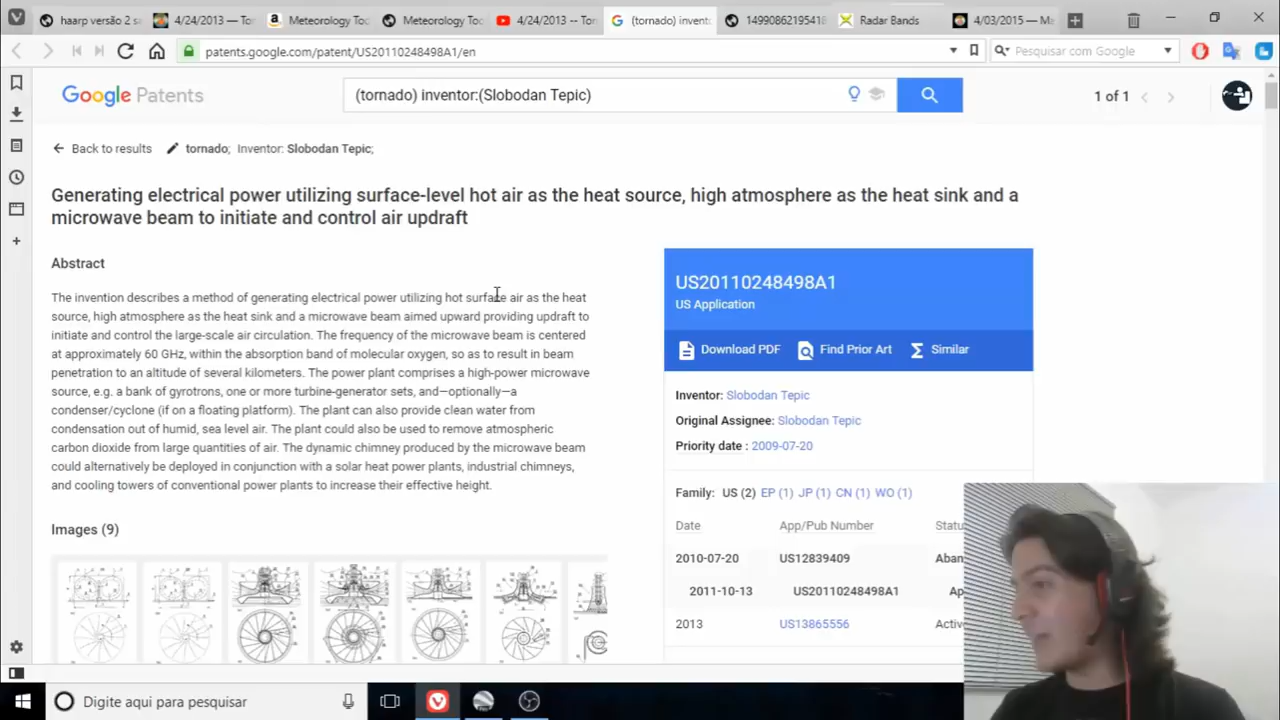 haarp versão 2 s
4/24/2013 — To
Meteorology To
Meteorology To
4/24/2013 -- To
(tornado) invent
1499086219541
Radar Bands
4/03/2015 — Ma
patents.google.com/patent/US20110248498A1/en
Pesquisar com Google
Google Patents
(tornado) inventor:(Slobodan Tepic)
1 of 1
Back to results
tornado; Inventor: Slobodan Tepic;
Generating electrical power utilizing surface-level hot air as the heat source, high atmosphere as the heat sink and a
microwave beam to initiate and control air updraft
Abstract
The invention describes a method of generating electrical power utilizing hot surface air as the heat
source, high atmosphere as the heat sink and a microwave beam aimed upward providing updraft to
initiate and control the large-scale air circulation. The frequency of the microwave beam is centered
at approximately 60 GHz, within the absorption band of molecular oxygen, so as to result in beam
penetration to an altitude of several kilometers. The power plant comprises a high-power microwave
source, e.g. a bank of gyrotrons, one or more turbine-generator sets, and—optionally—a
condenser/cyclone (if on a floating platform). The plant can also provide clean water from
condensation out of humid, sea level air. The plant could also be used to remove atmospheric
carbon dioxide from large quantities of air. The dynamic chimney produced by the microwave beam
could alternatively be deployed in conjunction with a solar heat power plants, industrial chimneys,
and cooling towers of conventional power plants to increase their effective height.
Images (9)
US20110248498A1
US Application
Download PDF
Find Prior Art
Similar
Inventor: Slobodan Tepic
Original Assignee: Slobodan Tepic
Priority date : 2009-07-20
Family: US (2) EP (1) JP (1) CN (1) WO (1)
Date
App/Pub Number
Statu
2010-07-20
US12839409
Aban
2011-10-13
US20110248498A1
Ap
2013
US13865556
Active
Digite aqui para pesquisar